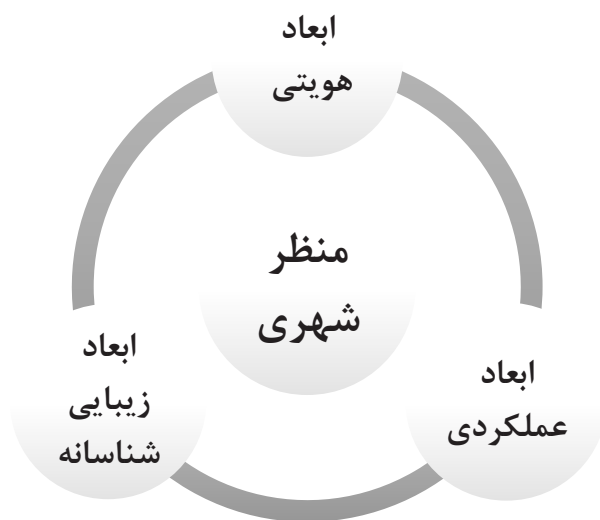 ابعاد
هویتی
منظر
شهری
ابعاد
زیبایی
شناسانه
ابعاد
عملکردی